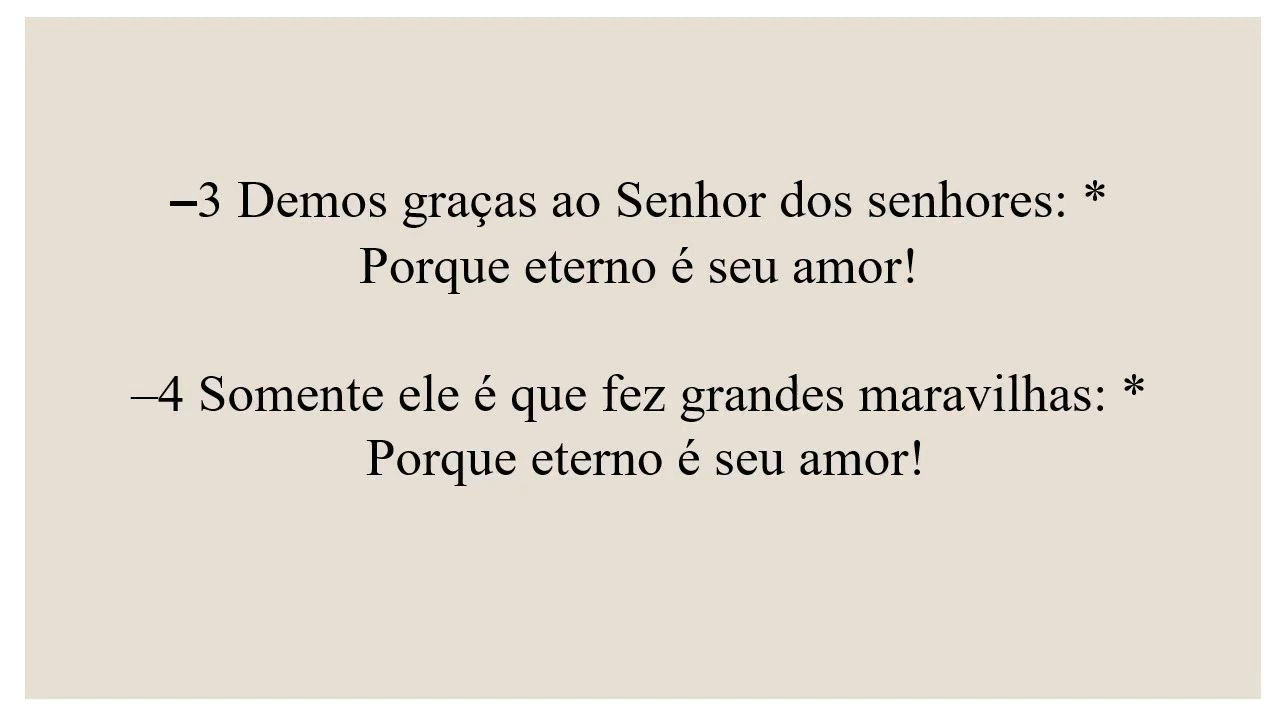 –3 Demos graças ao Senhor dos senhores: *
Porque eterno é seu amor!
–4 Somente ele é que fez grandes maravilhas: *
Porque eterno é seu amor!